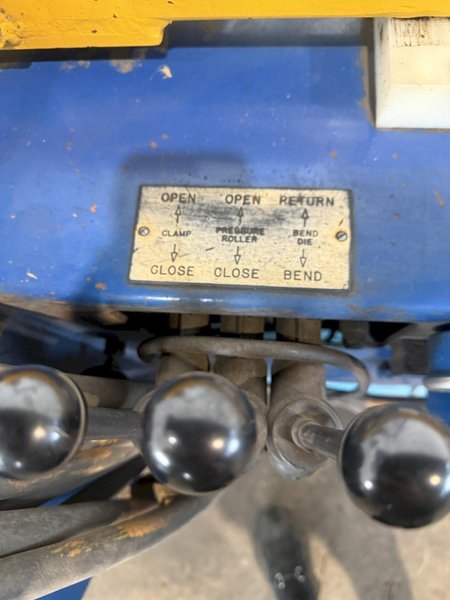 OPEN OPEN RETURN
CLAMP PRESSURE ROLLER BEND DIE
CLOSE CLOSE BEND